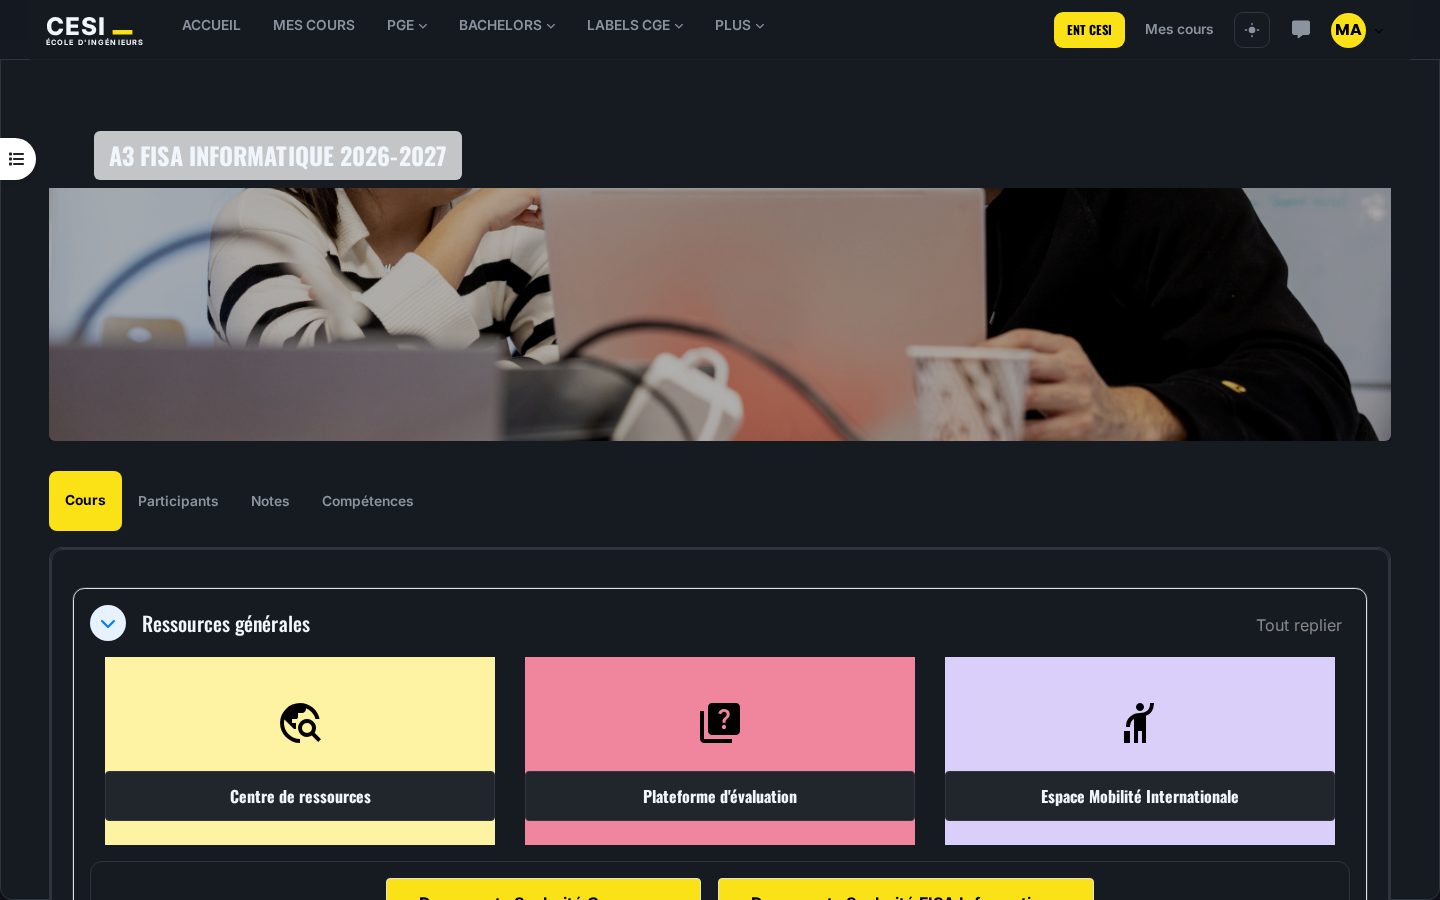 CESI
ÉCOLE D'INGÉNIEURS
ACCUEIL
MES COURS
PGE
BACHELORS
LABELS CGE
PLUS
ENT CESI
Mes cours
MA
A3 FISA INFORMATIQUE 2026-2027
Cours
Participants
Notes
Compétences
Ressources générales
Tout replier
Centre de ressources
Plateforme d'évaluation
Espace Mobilité Internationale